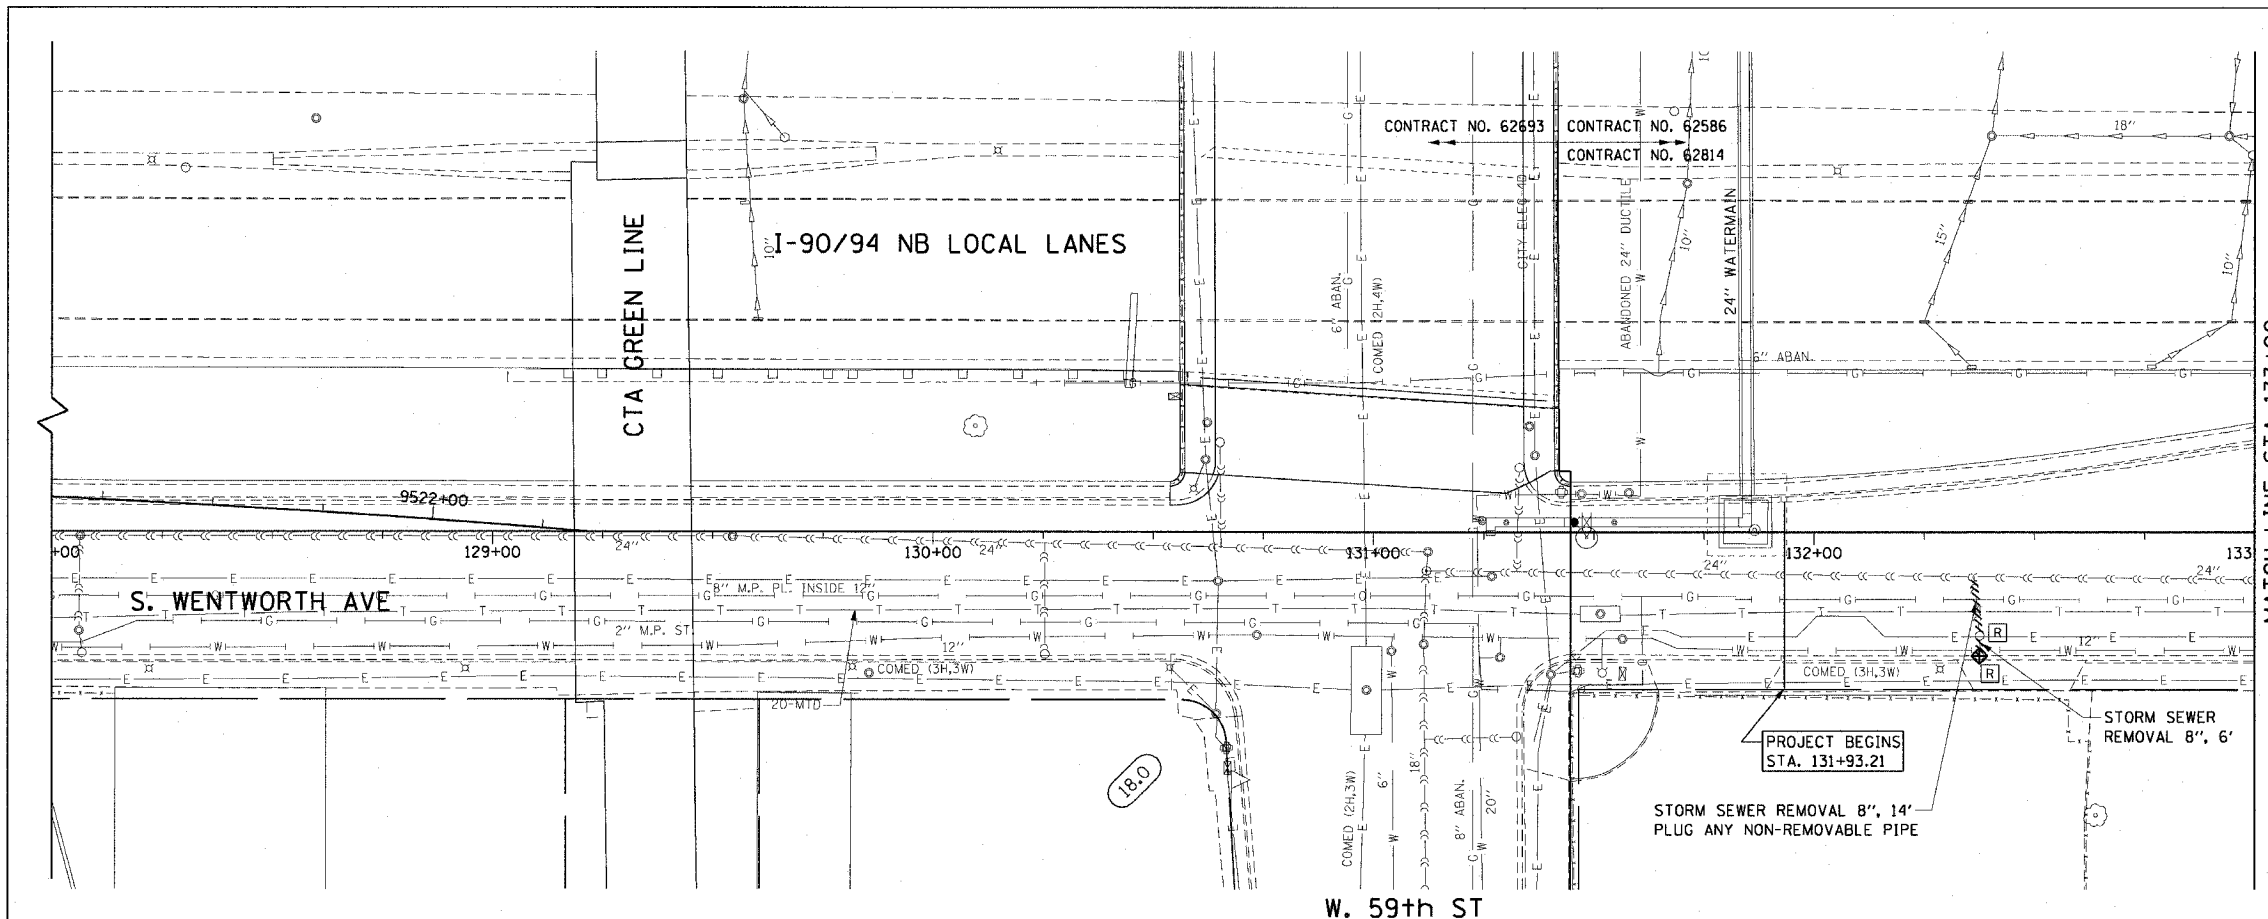 CONTRACT NO. 62693
CONTRACT NO. 62586
CONTRACT NO. 62814
18"
10"
I-90/94 NB LOCAL LANES
CTA GREEN LINE
6" ABAN.
COMED (2H,4W)
CITY ELEC 4D
ABANDONED 24" DUCTILE
10"
24" WATERMAIN
15"
10"
6" ABAN.
9522+00
+00
129+00
24"
130+00
24"
131+00
132+00
24"
24"
133
S. WENTWORTH AVE
8" M.P. PL. INSIDE 12"
2" M.P. ST.
12"
COMED (3H,3W)
20-MTD
R
12"
COMED (3H,3W)
R
STORM SEWER
REMOVAL 8", 6'
PROJECT BEGINS
STA. 131+93.21
STORM SEWER REMOVAL 8", 14'
PLUG ANY NON-REMOVABLE PIPE
18.0
COMED (2H,3W)
6"
18"
8" ABAN.
20"
W. 59th ST